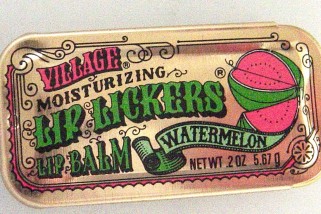 VILLAGE®
MOISTURIZING
LIP LICKERS®
WATERMELON
LIP BALM
NET WT .2 OZ 5.67 g